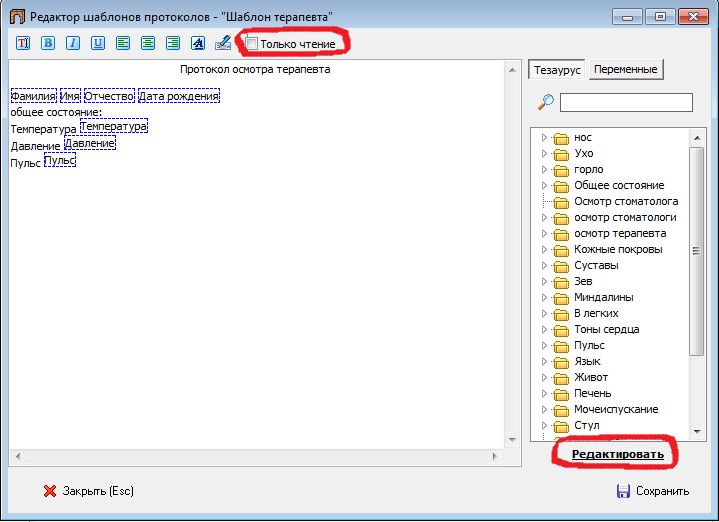 Редактор шаблонов протоколов - "Шаблон терапевта"
T B I U A Только чтение
Протокол осмотра терапевта
Фамилия Имя Отчество Дата рождения
общее состояние:
Температура Температура
Давление Давление
Пульс Пульс
Тезаурус Переменные
нос
Ухо
горло
Общее состояние
Осмотр стоматолога
осмотр стоматологи
осмотр терапевта
Кожные покровы
Суставы
Зев
Миндалины
В легких
Тоны сердца
Пульс
Язык
Живот
Печень
Мочеиспускание
Стул
Редактировать
Закрыть (Esc)
Сохранить